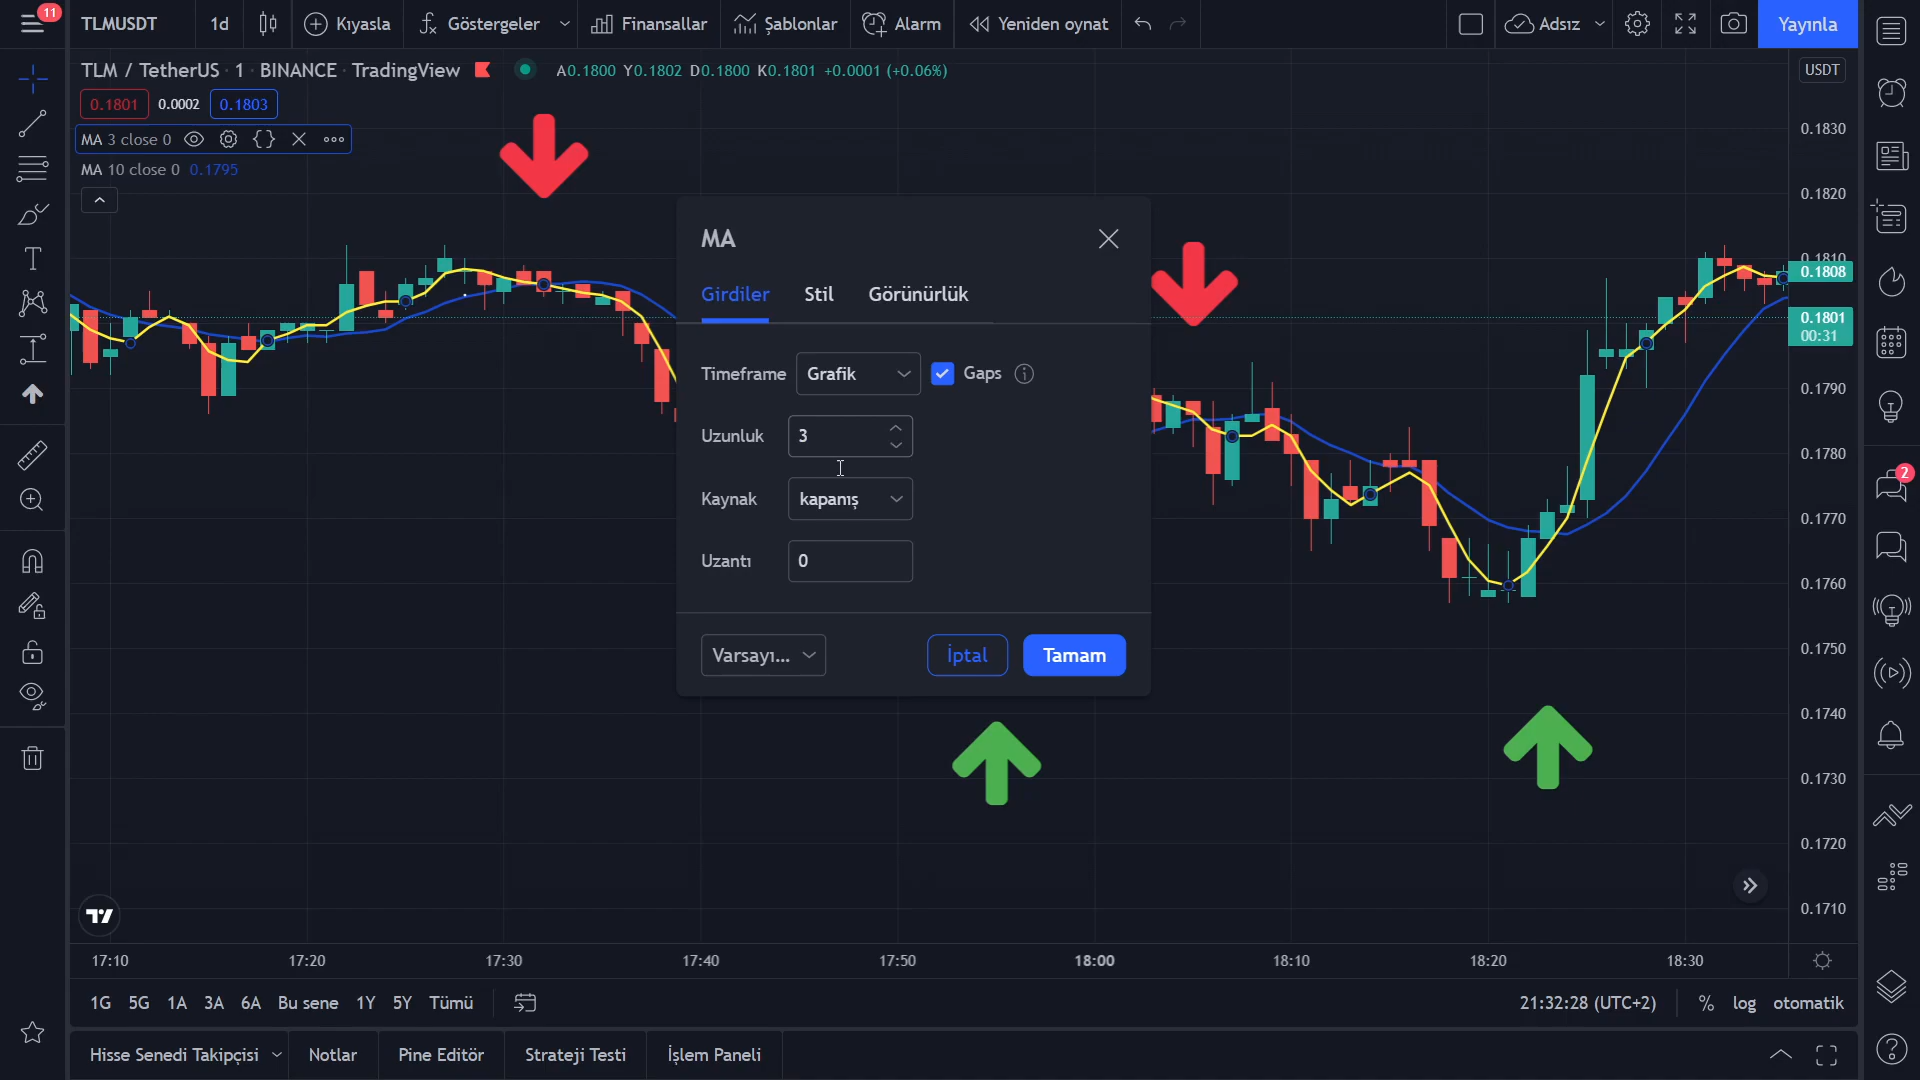 11
TLMUSDT 1d Kıyasla Göstergeler Finansallar Şablonlar Alarm Yeniden oynat Adsız Yayınla
TLM / TetherUS · 1 · BINANCE · TradingView A0.1800 Y0.1802 D0.1800 K0.1801 +0.0001 (+0.06%) USDT
0.1801 0.0002 0.1803
MA 3 close 0
MA 10 close 0 0.1795
0.1830
0.1820
0.1810
0.1808
0.1801
00:31
0.1790
0.1780
0.1770
0.1760
0.1750
0.1740
0.1730
0.1720
0.1710
2
MA
Girdiler Stil Görünürlük
Timeframe Grafik Gaps
Uzunluk 3
Kaynak kapanış
Uzantı 0
Varsayı... İptal Tamam
17:10 17:20 17:30 17:40 17:50 18:00 18:10 18:20 18:30
1G 5G 1A 3A 6A Bu sene 1Y 5Y Tümü 21:32:28 (UTC+2) % log otomatik
Hisse Senedi Takipçisi Notlar Pine Editör Strateji Testi İşlem Paneli